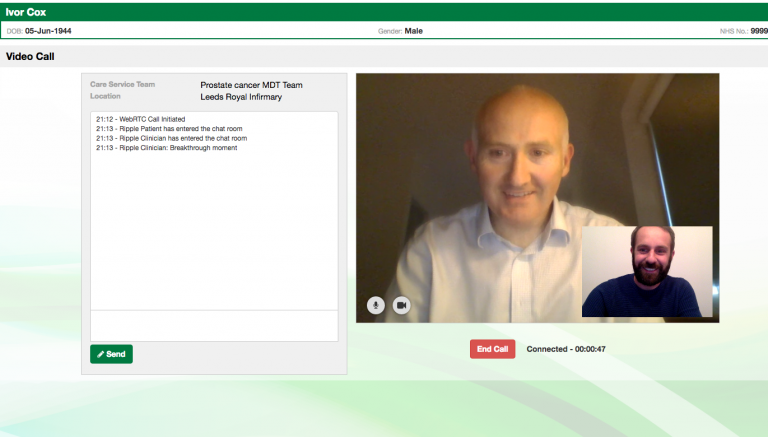 Ivor Cox
DOB: 05-Jun-1944 Gender: Male NHS No.: 9999
Video Call
Care Service Team Prostate cancer MDT Team
Location Leeds Royal Infirmary
21:12 - WebRTC Call Initiated
21:13 - Ripple Patient has entered the chat room
21:13 - Ripple Clinician has entered the chat room
21:13 - Ripple Clinician: Breakthrough moment
Send
End Call Connected - 00:00:47